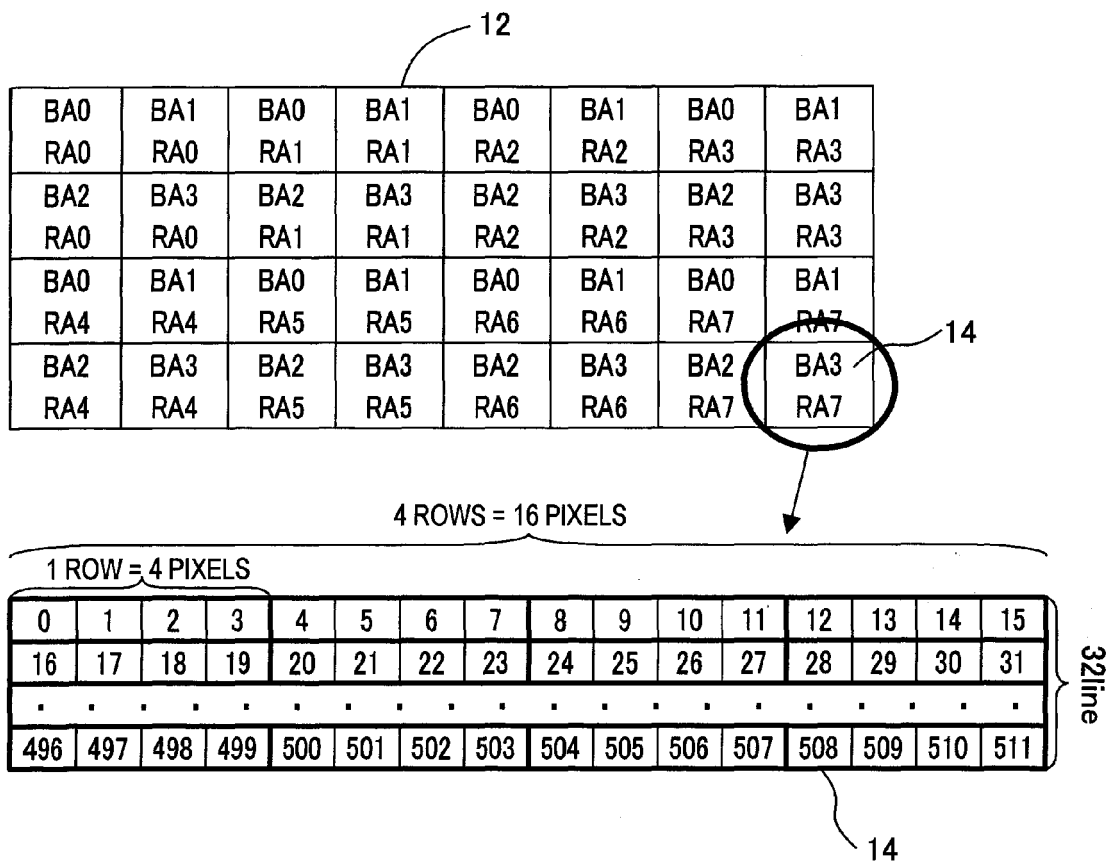 12
BA0 BA1 BA0 BA1 BA0 BA1 BA0 BA1
RA0 RA0 RA1 RA1 RA2 RA2 RA3 RA3
BA2 BA3 BA2 BA3 BA2 BA3 BA2 BA3
RA0 RA0 RA1 RA1 RA2 RA2 RA3 RA3
BA0 BA1 BA0 BA1 BA0 BA1 BA0 BA1
RA4 RA4 RA5 RA5 RA6 RA6 RA7 RA7
14
BA2 BA3 BA2 BA3 BA2 BA3 BA2 BA3
RA4 RA4 RA5 RA5 RA6 RA6 RA7 RA7
4 ROWS = 16 PIXELS
1 ROW = 4 PIXELS
0 1 2 3 4 5 6 7 8 9 10 11 12 13 14 15
16 17 18 19 20 21 22 23 24 25 26 27 28 29 30 31
. . . . . . . . . . . . . . . . . . . .
496 497 498 499 500 501 502 503 504 505 506 507 508 509 510 511
32line
14